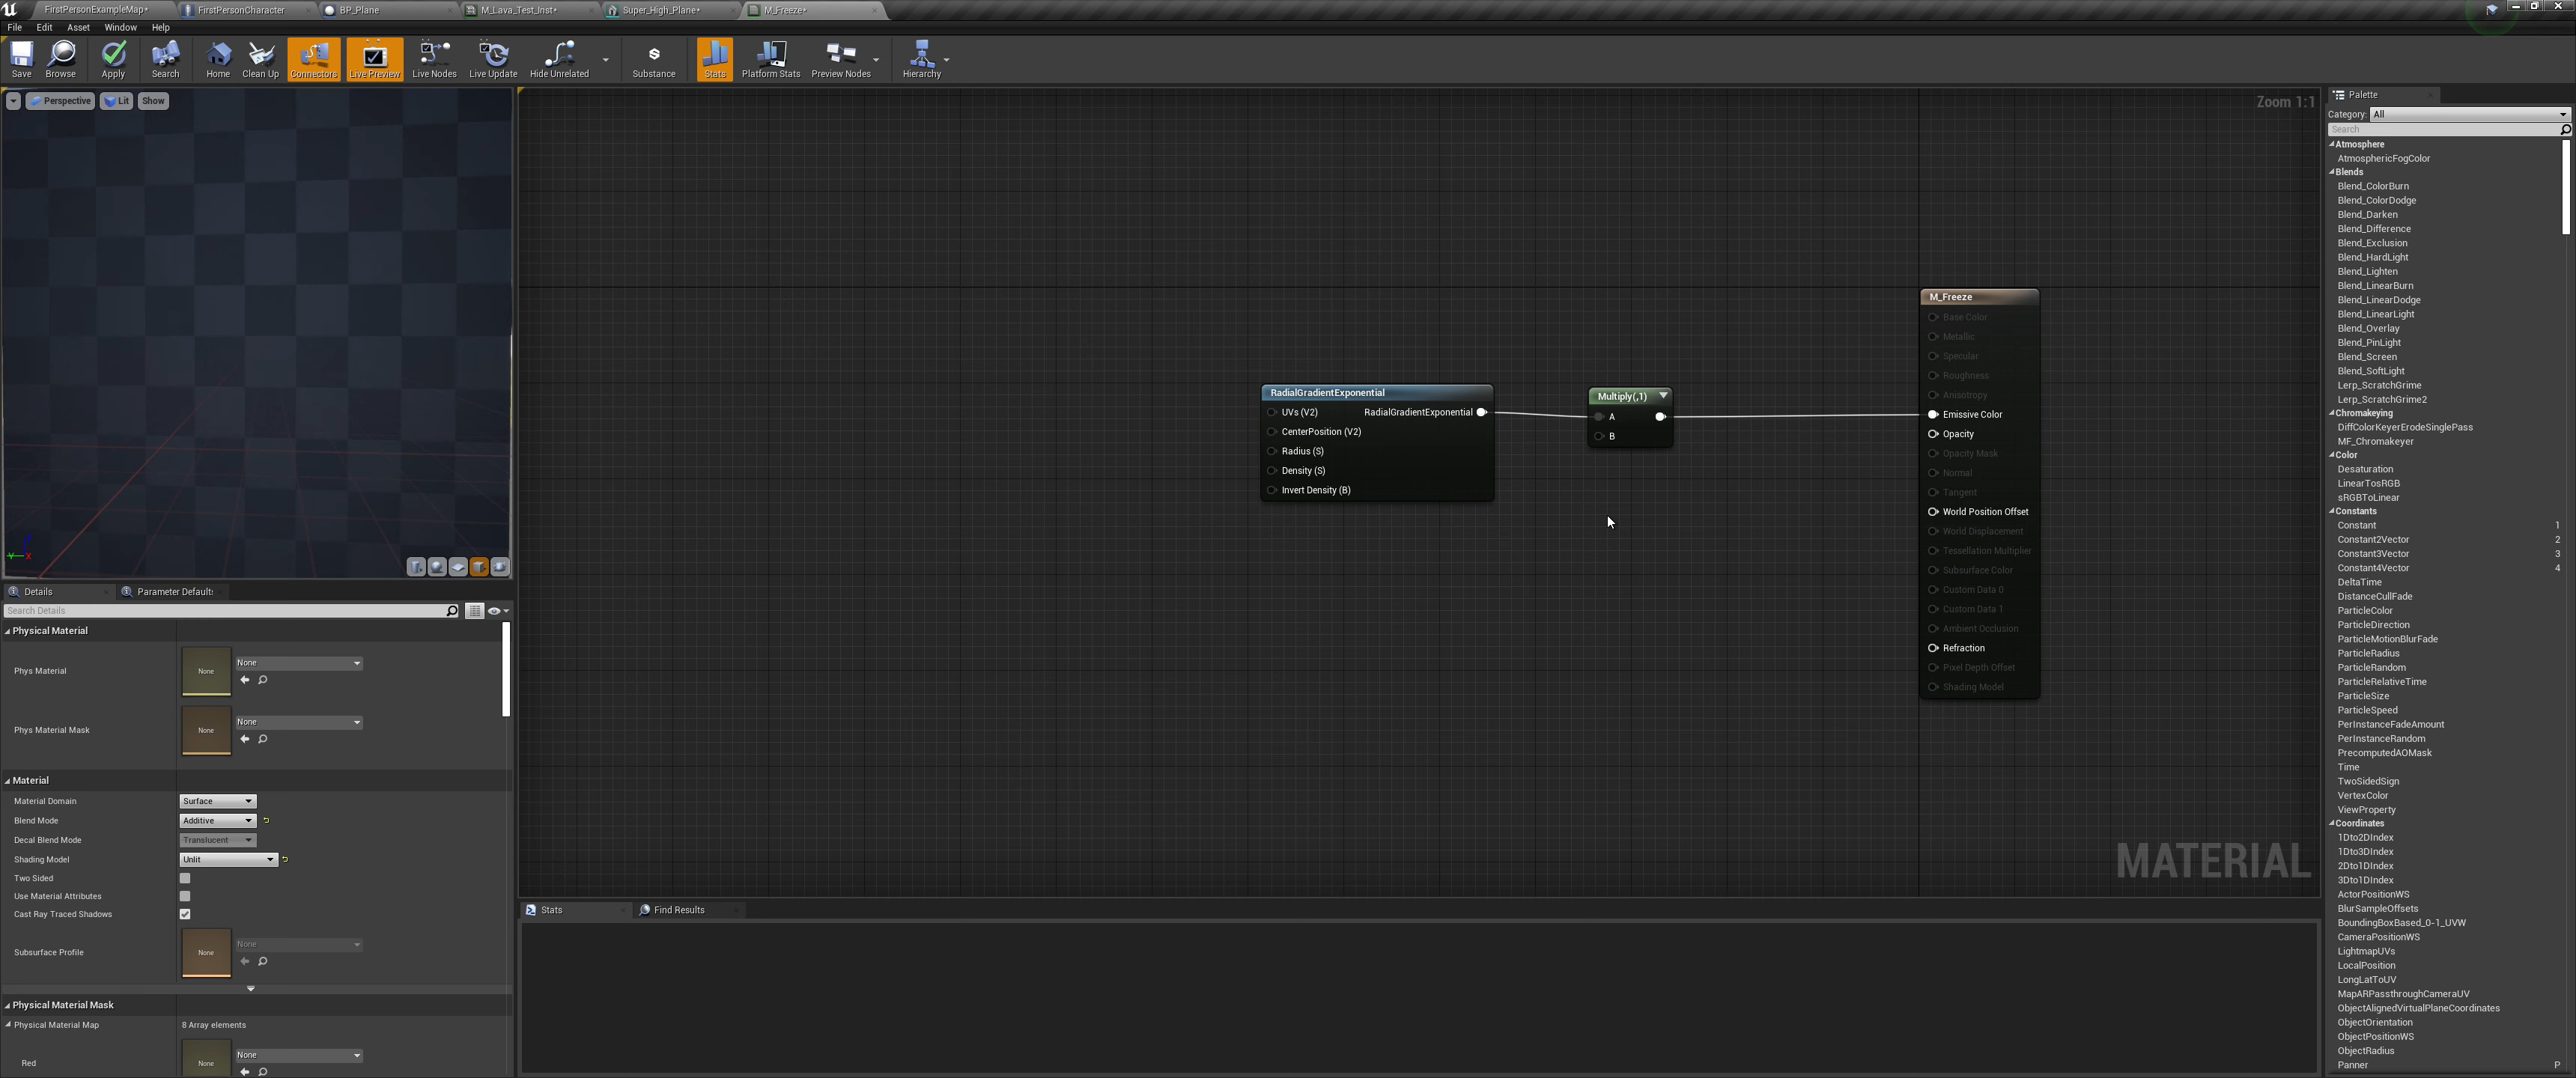 FirstPersonExampleMap*
FirstPersonCharacter
BP_Plane
M_Lava_Test_Inst*
Super_High_Plane*
M_Freeze*
File Edit Asset Window Help
Save
Browse
Apply
Search
Home
Clean Up
Connectors
Live Preview
Live Nodes
Live Update
Hide Unrelated
Substance
Stats
Platform Stats
Preview Nodes
Hierarchy
Perspective
Lit
Show
Y
X
Z
Details
Parameter Default
Search Details
Physical Material
Phys Material
None
None
Phys Material Mask
None
None
Material
Material Domain
Surface
Blend Mode
Additive
Decal Blend Mode
Translucent
Shading Model
Unlit
Two Sided
Use Material Attributes
Cast Ray Traced Shadows
Subsurface Profile
None
None
Physical Material Mask
Physical Material Map
8 Array elements
Red
None
None
Zoom 1:1
RadialGradientExponential
UVs (V2)
RadialGradientExponential
CenterPosition (V2)
Radius (S)
Density (S)
Invert Density (B)
Multiply(,1)
A
B
M_Freeze
Base Color
Metallic
Specular
Roughness
Anisotropy
Emissive Color
Opacity
Opacity Mask
Normal
Tangent
World Position Offset
World Displacement
Tessellation Multiplier
Subsurface Color
Custom Data 0
Custom Data 1
Ambient Occlusion
Refraction
Pixel Depth Offset
Shading Model
MATERIAL
Stats
Find Results
Palette
Category: All
Search
Atmosphere
AtmosphericFogColor
Blends
Blend_ColorBurn
Blend_ColorDodge
Blend_Darken
Blend_Difference
Blend_Exclusion
Blend_HardLight
Blend_Lighten
Blend_LinearBurn
Blend_LinearDodge
Blend_LinearLight
Blend_Overlay
Blend_PinLight
Blend_Screen
Blend_SoftLight
Lerp_ScratchGrime
Lerp_ScratchGrime2
Chromakeying
DiffColorKeyerErodeSinglePass
MF_Chromakeyer
Color
Desaturation
LinearTosRGB
sRGBToLinear
Constants
Constant 1
Constant2Vector 2
Constant3Vector 3
Constant4Vector 4
DeltaTime
DistanceCullFade
ParticleColor
ParticleDirection
ParticleMotionBlurFade
ParticleRadius
ParticleRandom
ParticleRelativeTime
ParticleSize
ParticleSpeed
PerInstanceFadeAmount
PerInstanceRandom
PrecomputedAOMask
Time
TwoSidedSign
VertexColor
ViewProperty
Coordinates
1Dto2DIndex
1Dto3DIndex
2Dto1DIndex
3Dto1DIndex
ActorPositionWS
BlurSampleOffsets
BoundingBoxBased_0-1_UVW
CameraPositionWS
LightmapUVs
LocalPosition
LongLatToUV
MapARPassthroughCameraUV
ObjectAlignedVirtualPlaneCoordinates
ObjectOrientation
ObjectPositionWS
ObjectRadius
Panner P